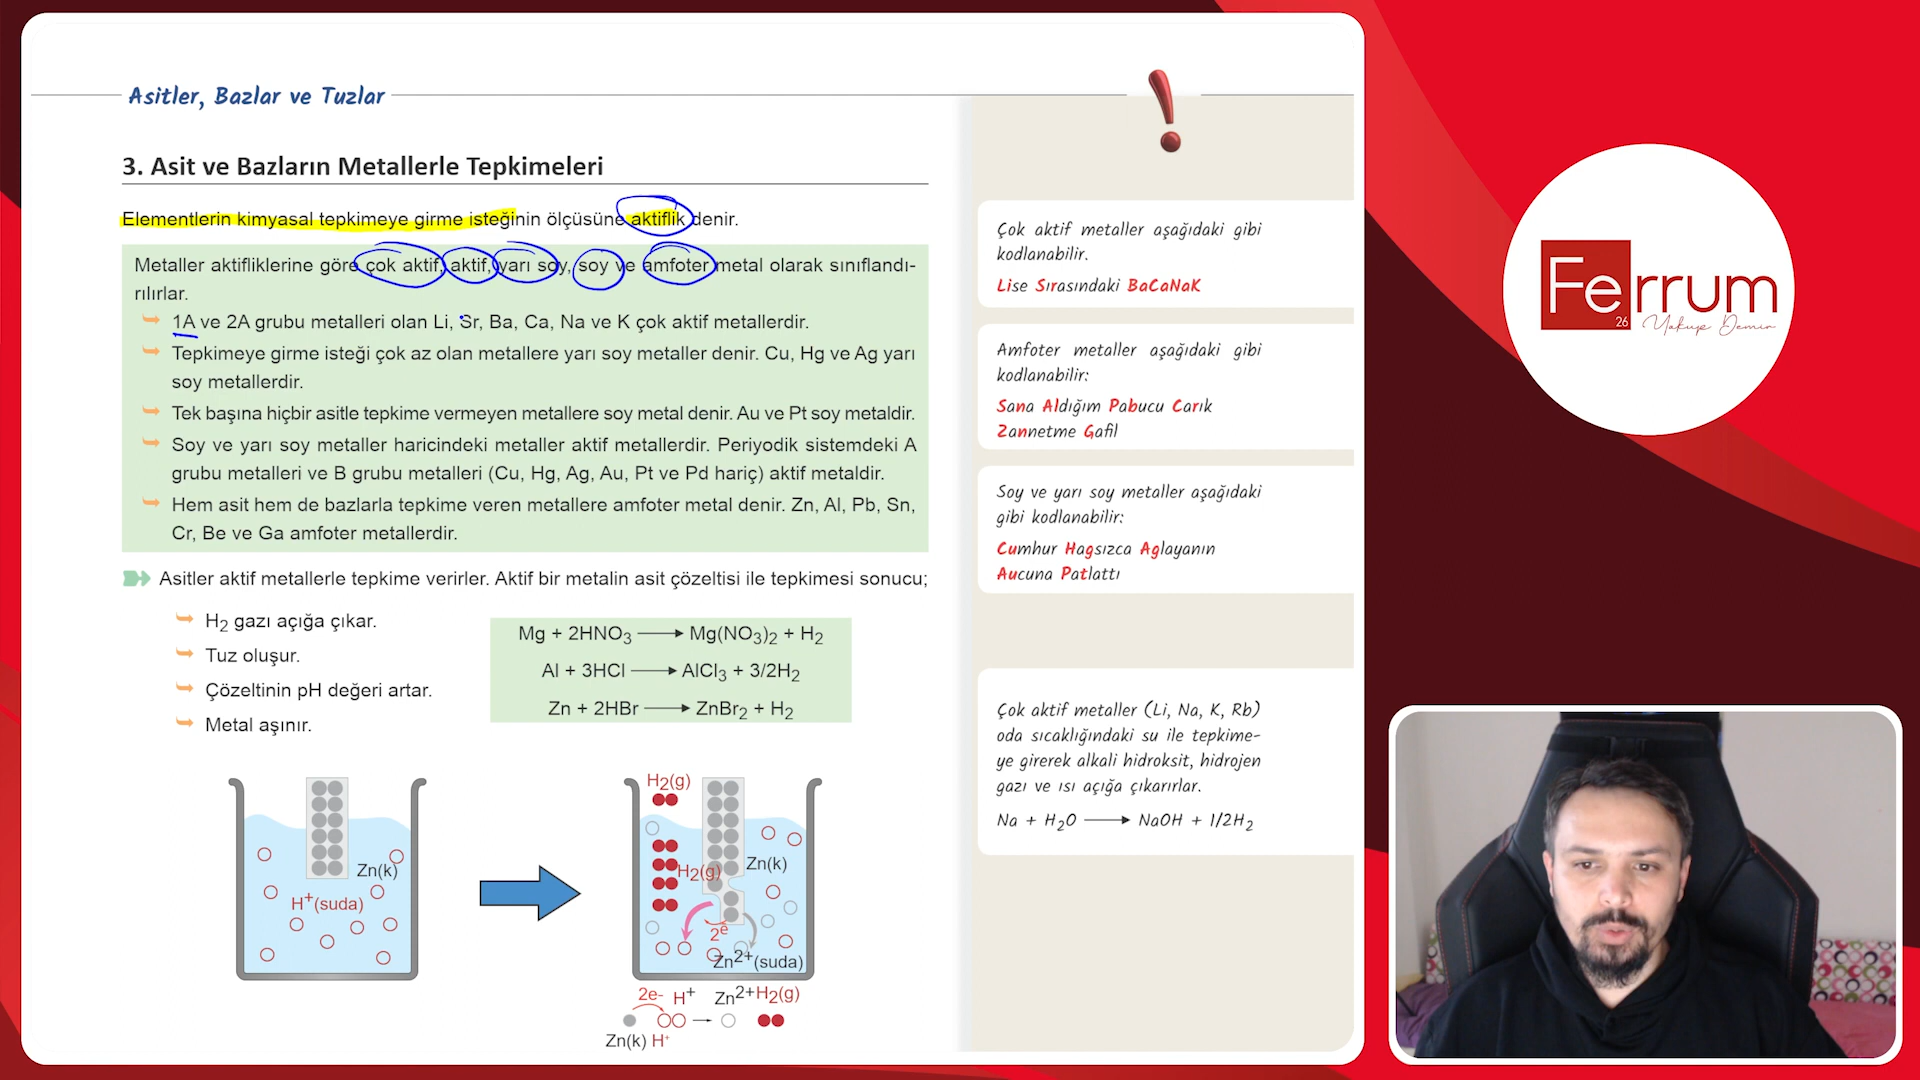 Asitler, Bazlar ve Tuzlar
3. Asit ve Bazların Metallerle Tepkimeleri
Elementlerin kimyasal tepkimeye girme isteğinin ölçüsüne aktiflik denir.
Metaller aktifliklerine göre çok aktif, aktif, yarı soy, soy ve amfoter metal olarak sınıflandı-
rılırlar.
1A ve 2A grubu metalleri olan Li, Sr, Ba, Ca, Na ve K çok aktif metallerdir.
Tepkimeye girme isteği çok az olan metallere yarı soy metaller denir. Cu, Hg ve Ag yarı
soy metallerdir.
Tek başına hiçbir asitle tepkime vermeyen metallere soy metal denir. Au ve Pt soy metaldir.
Soy ve yarı soy metaller haricindeki metaller aktif metallerdir. Periyodik sistemdeki A
grubu metalleri ve B grubu metalleri (Cu, Hg, Ag, Au, Pt ve Pd hariç) aktif metaldir.
Hem asit hem de bazlarla tepkime veren metallere amfoter metal denir. Zn, Al, Pb, Sn,
Cr, Be ve Ga amfoter metallerdir.
Asitler aktif metallerle tepkime verirler. Aktif bir metalin asit çözeltisi ile tepkimesi sonucu;
H2 gazı açığa çıkar.
Tuz oluşur.
Çözeltinin pH değeri artar.
Metal aşınır.
Mg + 2HNO3 → Mg(NO3)2 + H2
Al + 3HCl → AlCl3 + 3/2H2
Zn + 2HBr → ZnBr2 + H2
Zn(k)
H+(suda)
H2(g)
Zn(k)
H2(g)
2e
Zn2+(suda)
2e- H+ Zn2+ H2(g)
→
Zn(k) H+
!
Çok aktif metaller aşağıdaki gibi
kodlanabilir.
Lise Sırasındaki BaCaNaK
Amfoter metaller aşağıdaki gibi
kodlanabilir:
Sana Aldığım Pabucu Carık
Zannetme Gafil
Soy ve yarı soy metaller aşağıdaki
gibi kodlanabilir:
Cumhur Hagsızca Aglayanın
Aucuna Patlattı
Çok aktif metaller (Li, Na, K, Rb)
oda sıcaklığındaki su ile tepkime-
ye girerek alkali hidroksit, hidrojen
gazı ve ısı açığa çıkarırlar.
Na + H2O → NaOH + 1/2H2
Ferrum
26
Yakup Demir